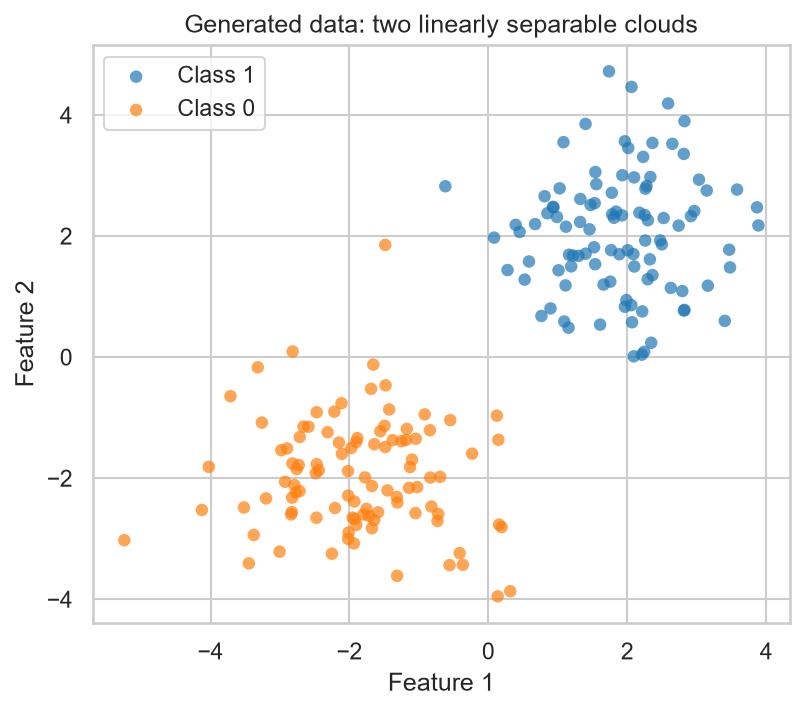 Generated data: two linearly separable clouds
Class 1
Class 0
Feature 2
4
2
0
−2
−4
−4
−2
0
2
4
Feature 1